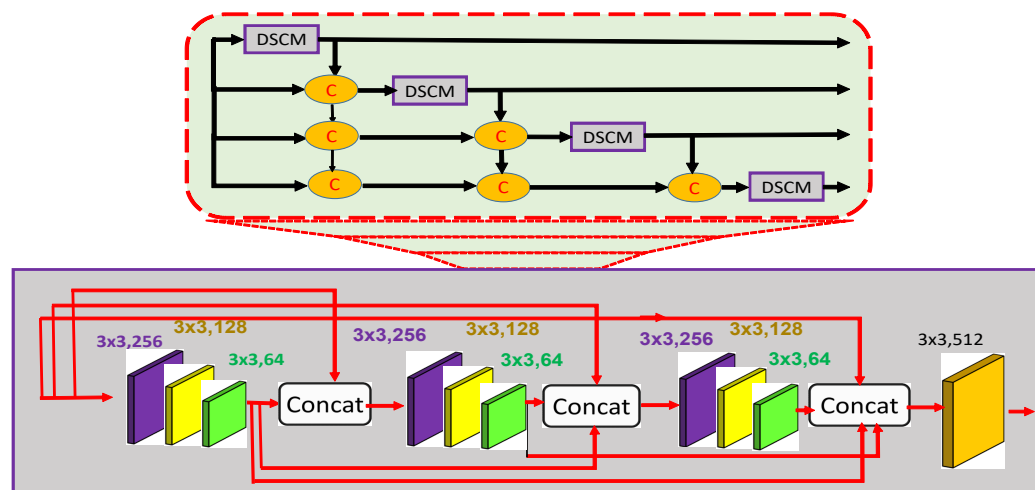 DSCM
C
DSCM
C
C
DSCM
C
C
C
DSCM
3x3,256
3x3,128
3x3,64
Concat
3x3,256
3x3,128
3x3,64
Concat
3x3,256
3x3,128
3x3,64
Concat
3x3,512